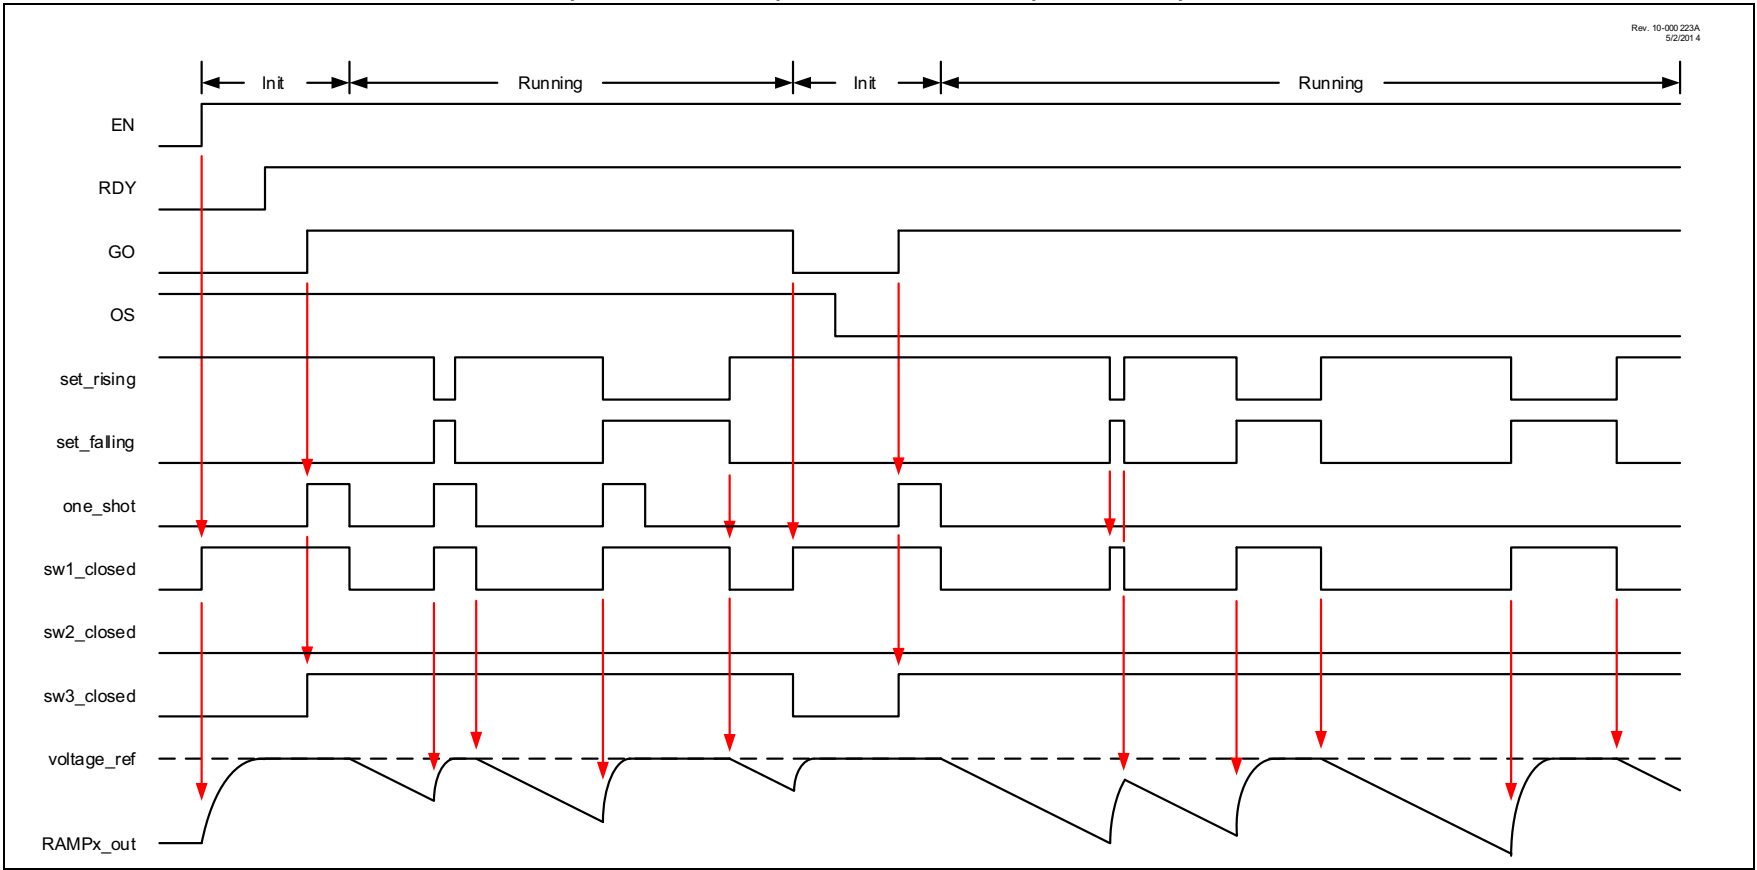 Rev. 10-000 223A
5/2/2014
Init
Running
Init
Running
EN
RDY
GO
OS
set_rising
set_falling
one_shot
sw1_closed
sw2_closed
sw3_closed
voltage_ref
RAMPx_out